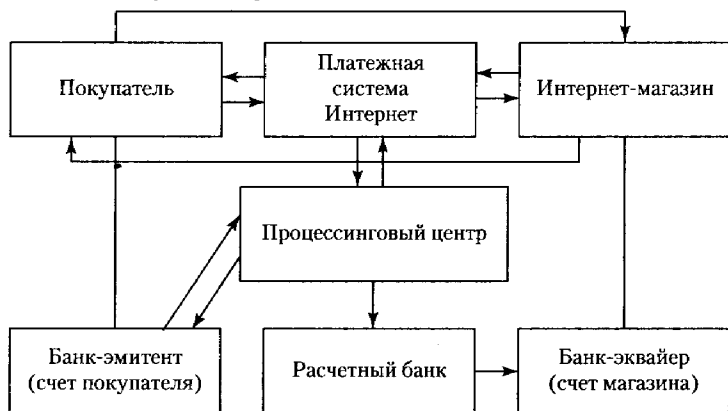 Покупатель
Платежная
система
Интернет
Интернет-магазин
Процессинговый центр
Банк-эмитент
(счет покупателя)
Расчетный банк
Банк-эквайер
(счет магазина)